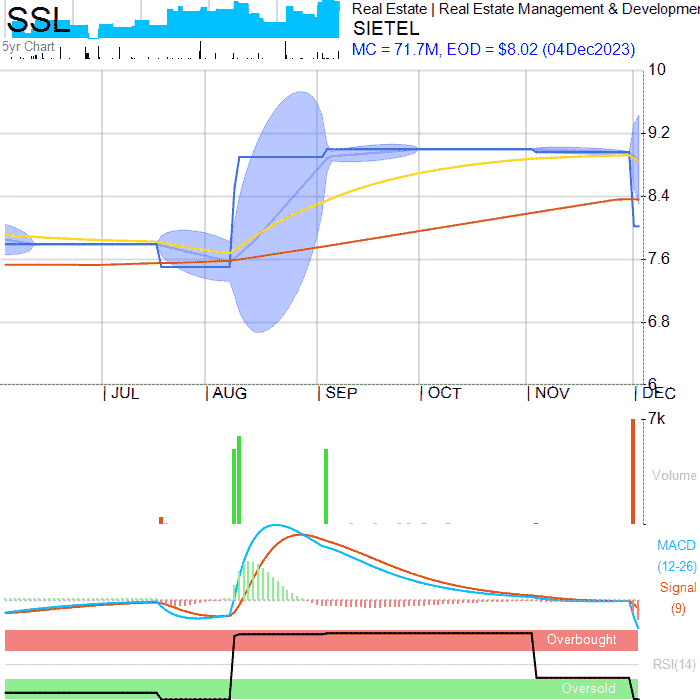 SSL
Real Estate | Real Estate Management & Developmen
SIETEL
5yr Chart
MC = 71.7M, EOD = $8.02 (04Dec2023)
10
9.2
8.4
7.6
6.8
6
| JUL | AUG | SEP | OCT | NOV | DEC
7k
Volume
MACD
(12-26)
Signal
(9)
Overbought
RSI(14)
Oversold